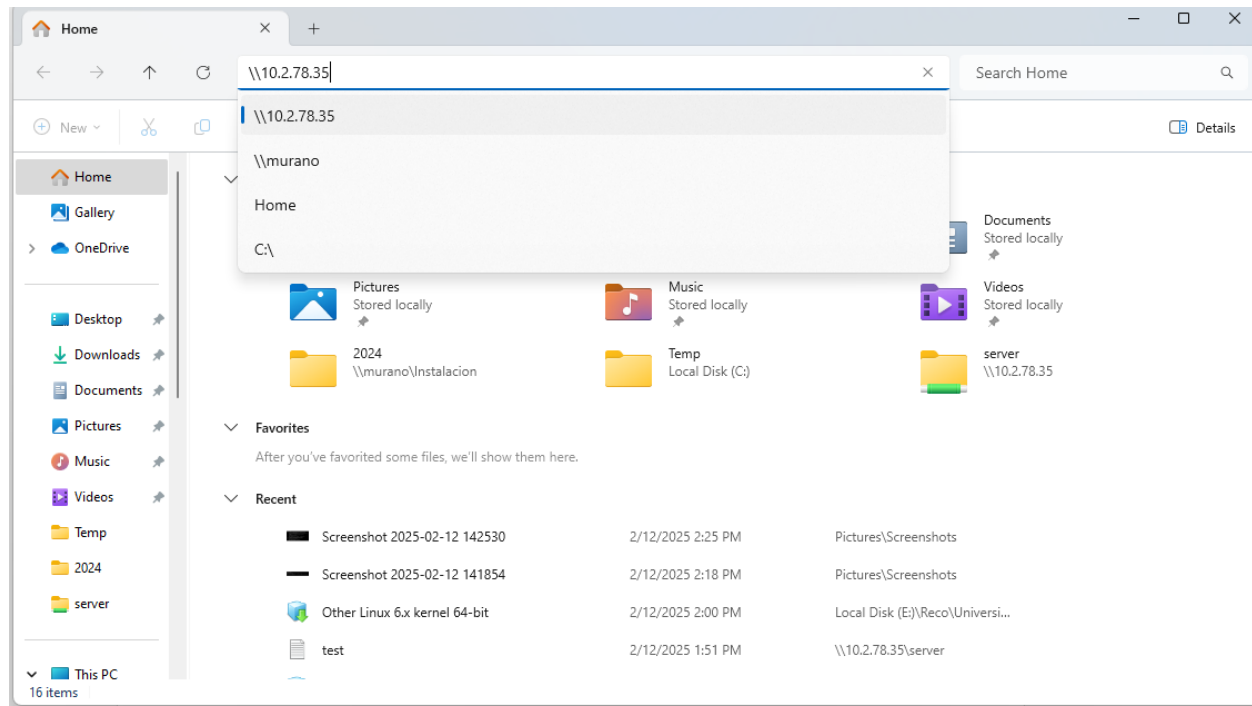 Home
\\10.2.78.35
Search Home
New
Details
\\10.2.78.35
\\murano
Home
C:\
Home
Gallery
OneDrive
Desktop
Downloads
Documents
Pictures
Music
Videos
Temp
2024
server
This PC
Documents
Stored locally
Pictures
Stored locally
Music
Stored locally
Videos
Stored locally
2024
\\murano\Instalacion
Temp
Local Disk (C:)
server
\\10.2.78.35
Favorites
After you've favorited some files, we'll show them here.
Recent
Screenshot 2025-02-12 142530 2/12/2025 2:25 PM Pictures\Screenshots
Screenshot 2025-02-12 141854 2/12/2025 2:18 PM Pictures\Screenshots
Other Linux 6.x kernel 64-bit 2/12/2025 2:00 PM Local Disk (E:)\Reco\Universi...
test 2/12/2025 1:51 PM \\10.2.78.35\server
16 items